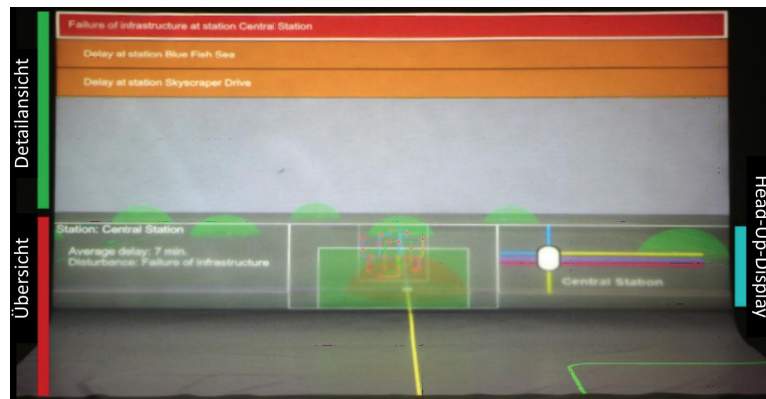 Failure of infrastructure at station Central Station
Delay at station Blue Fish Sea
Delay at station Skyscraper Drive
Detailansicht
Station: Central Station
Average delay: 7 min.
Disturbance: Failure of infrastructure
Central Station
Übersicht
Head-Up-Display